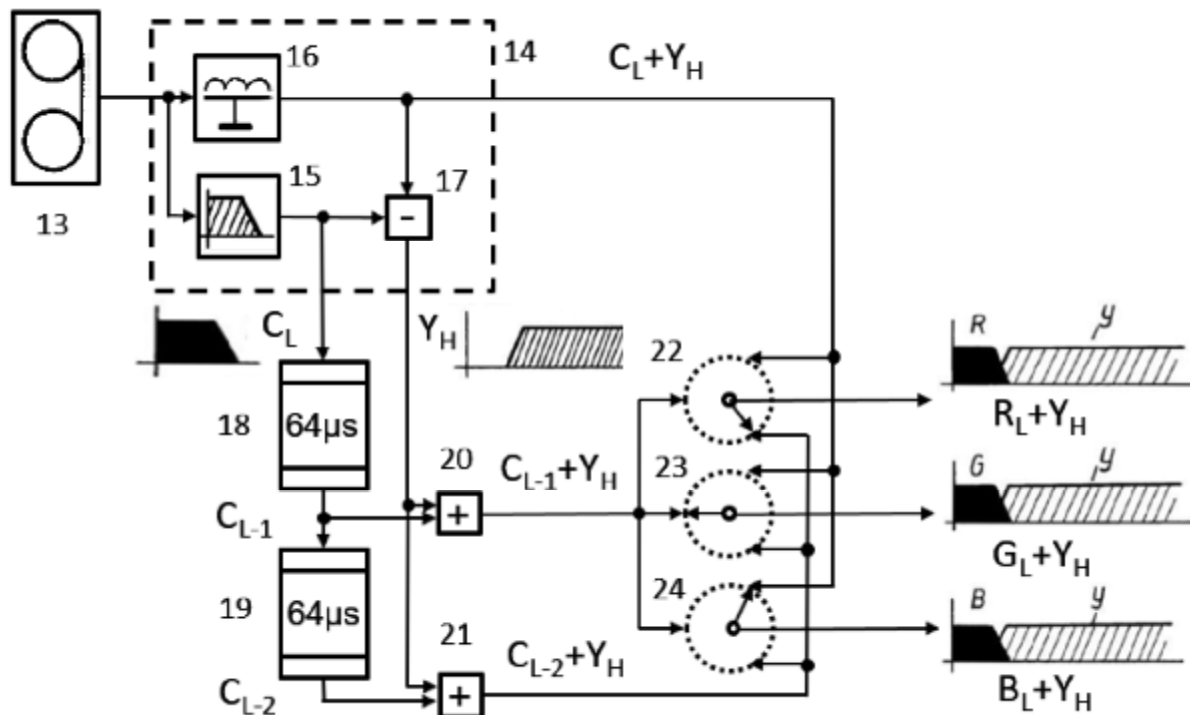 16
14
C_L+Y_H
15
17
-
13
C_L
Y_H
22
R
y
R_L+Y_H
18
64µs
20
C_L-1+Y_H
23
G
y
+
C_L-1
G_L+Y_H
24
B
y
19
64µs
21
C_L-2+Y_H
+
C_L-2
B_L+Y_H